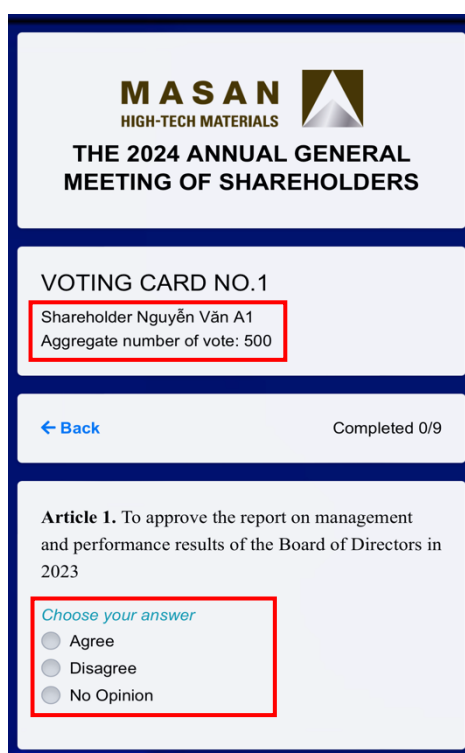 MASAN
HIGH-TECH MATERIALS
THE 2024 ANNUAL GENERAL
MEETING OF SHAREHOLDERS
VOTING CARD NO.1
Shareholder Nguyễn Văn A1
Aggregate number of vote: 500
← Back
Completed 0/9
Article 1. To approve the report on management
and performance results of the Board of Directors in
2023
Choose your answer
Agree
Disagree
No Opinion